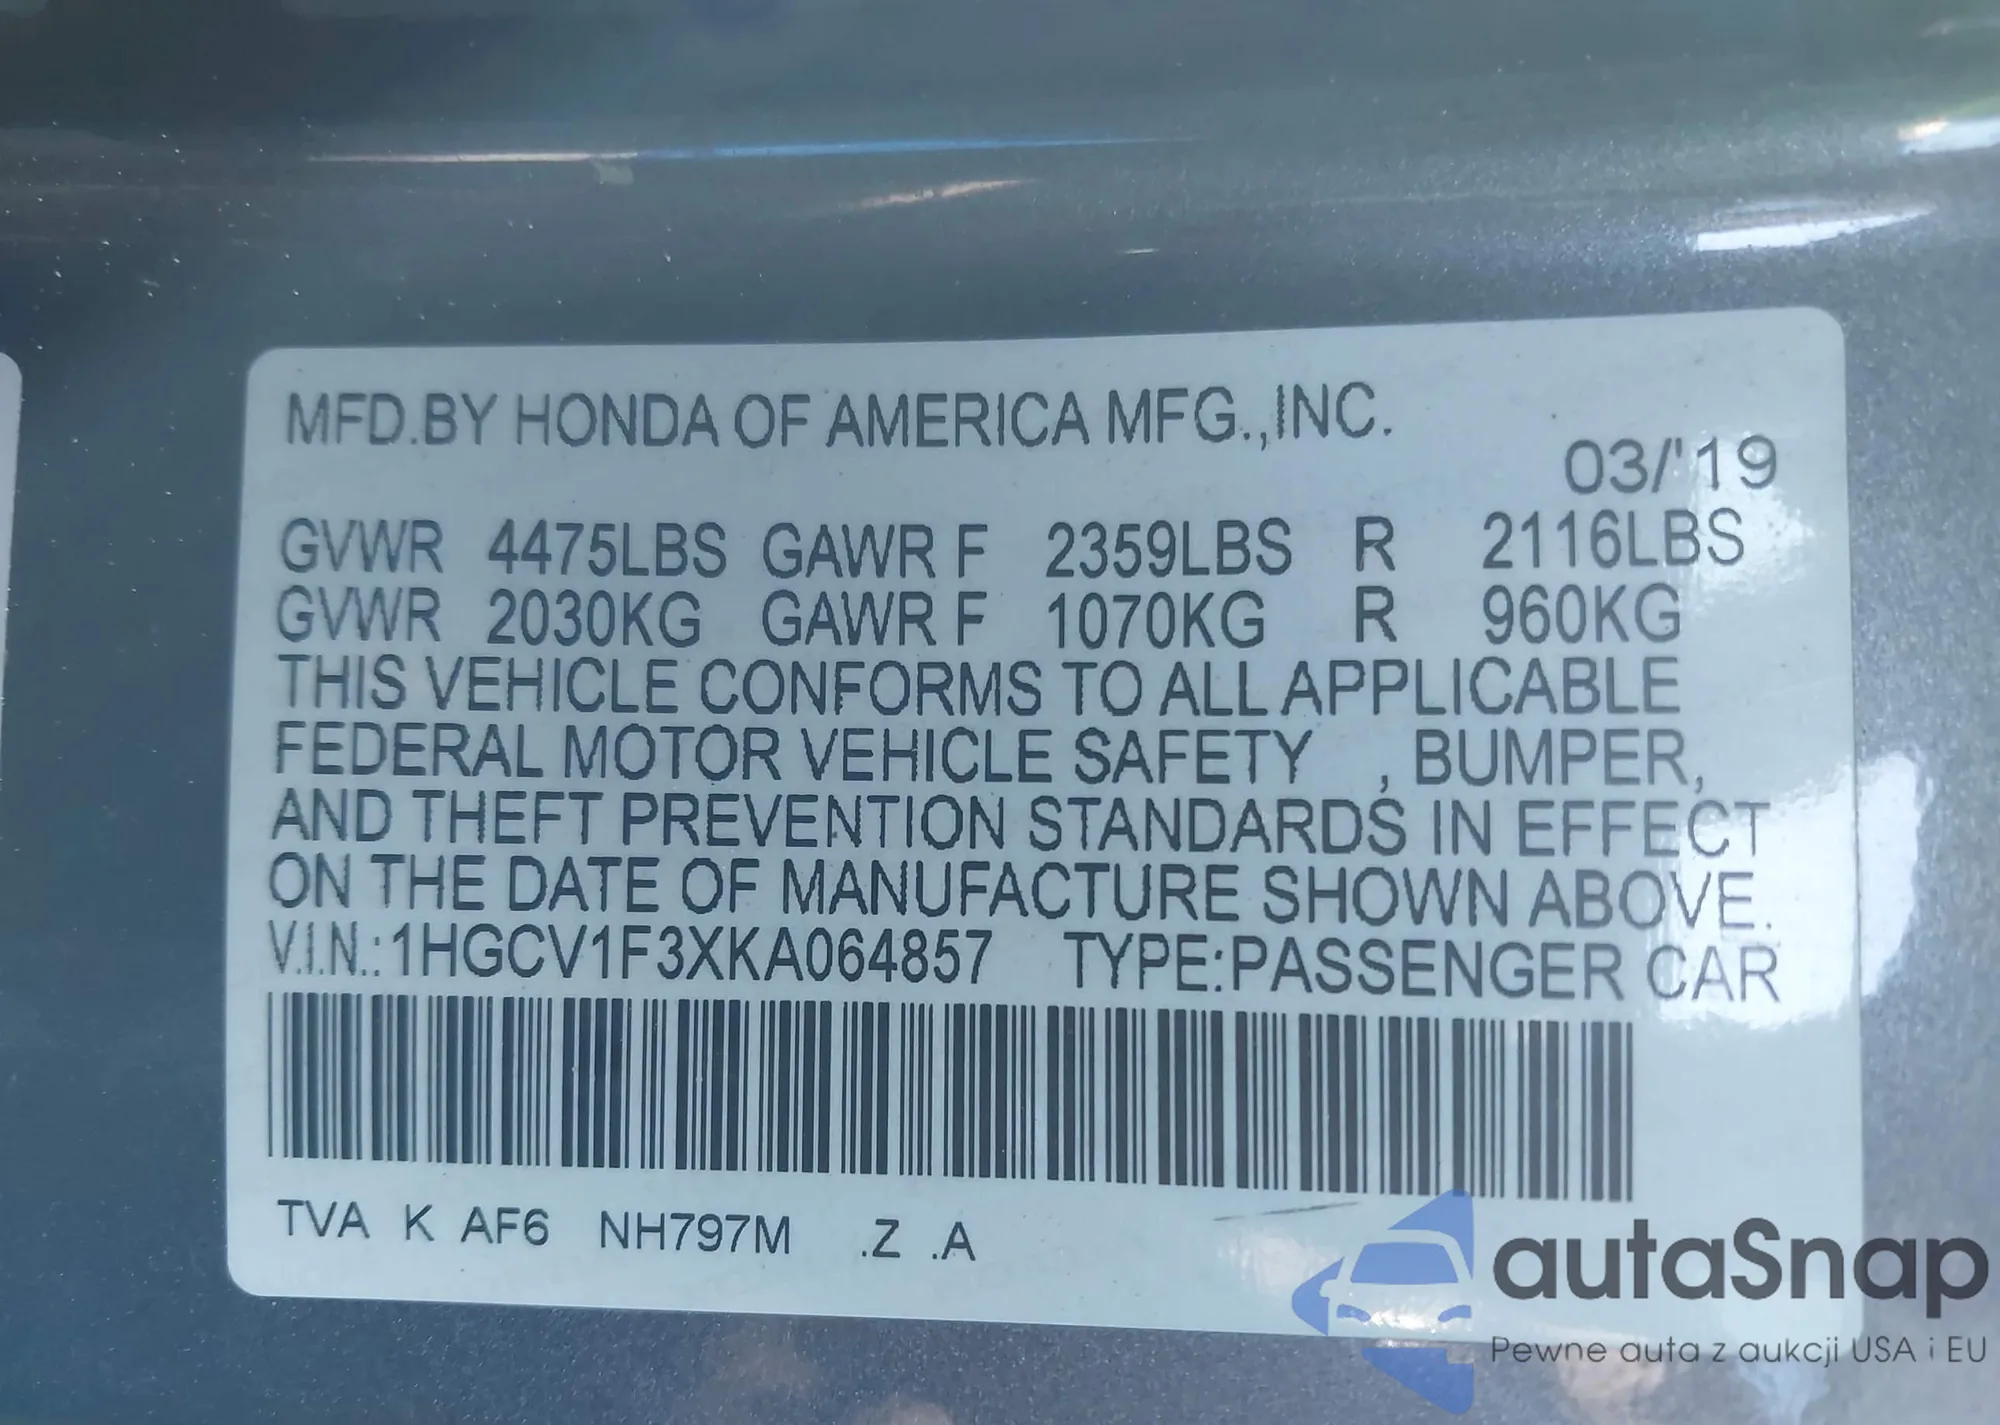 MFD.BY HONDA OF AMERICA MFG.,INC.
03/'19
GVWR 4475LBS GAWR F 2359LBS R 2116LBS
GVWR 2030KG GAWR F 1070KG R 960KG
THIS VEHICLE CONFORMS TO ALL APPLICABLE
FEDERAL MOTOR VEHICLE SAFETY , BUMPER,
AND THEFT PREVENTION STANDARDS IN EFFECT
ON THE DATE OF MANUFACTURE SHOWN ABOVE.
V.I.N.:1HGCV1F3XKA064857 TYPE:PASSENGER CAR
TVA K AF6 NH797M .Z .A
autaSnap
Pewne auta z aukcji USA i EU